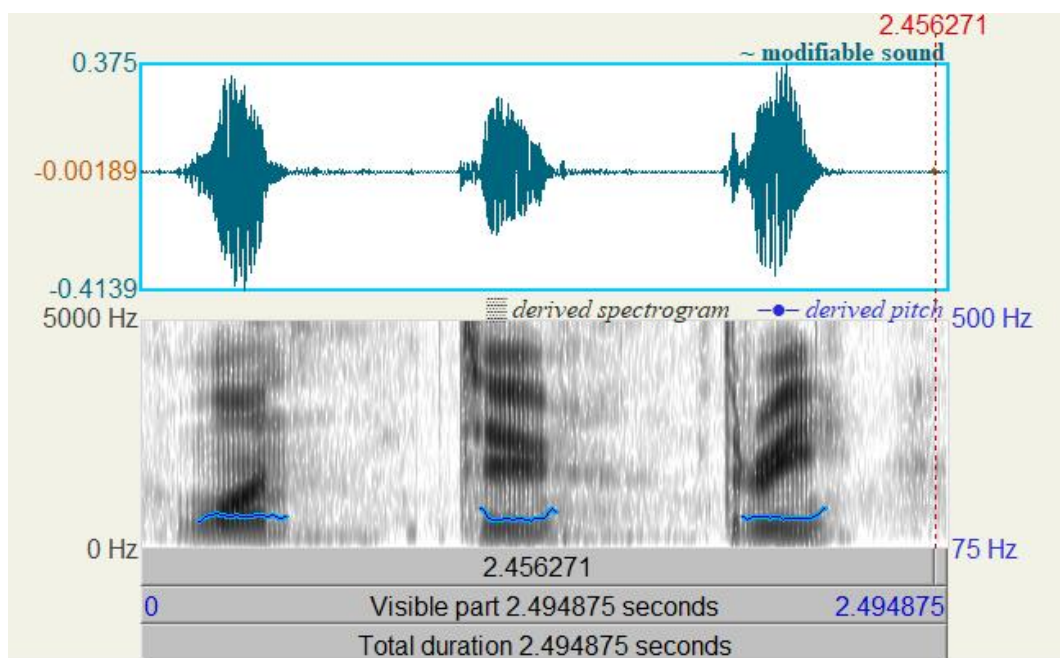 2.456271
~ modifiable sound
0.375
-0.00189
-0.4139
5000 Hz
derived spectrogram
derived pitch
500 Hz
0 Hz
75 Hz
2.456271
0 Visible part 2.494875 seconds 2.494875
Total duration 2.494875 seconds